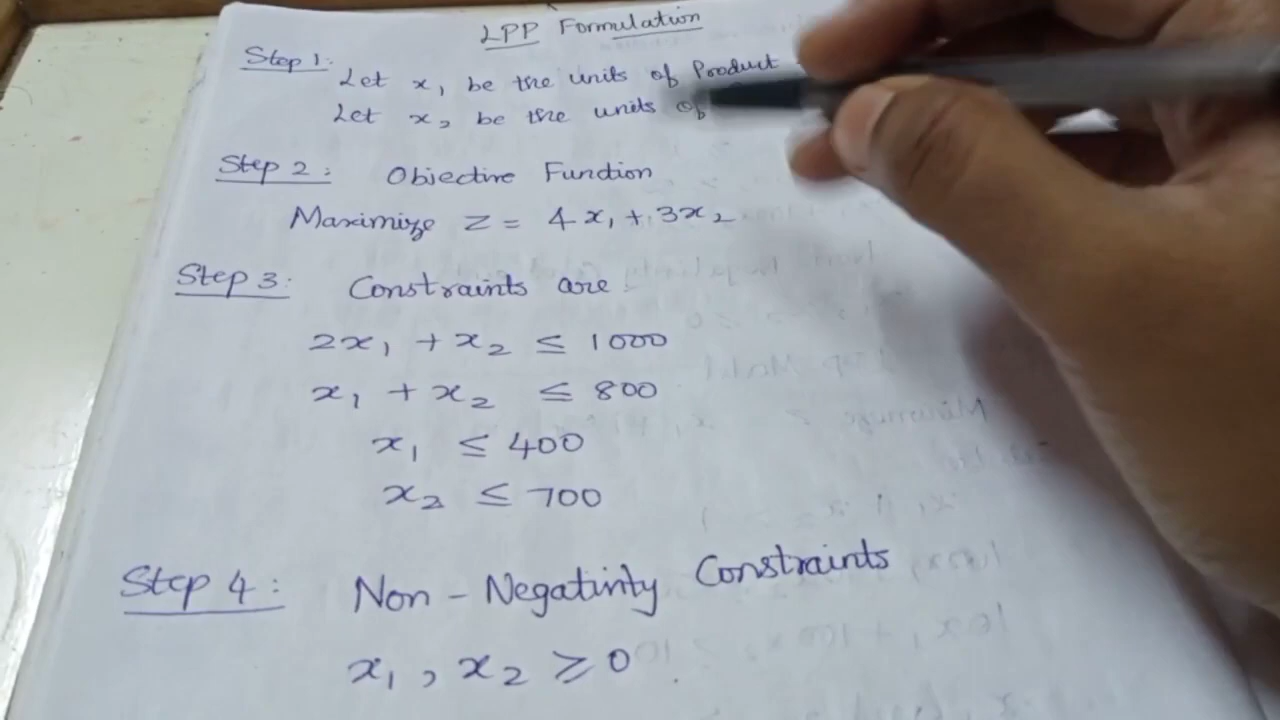 LPP Formulation
Step 1:
Let x₁ be the units of Product
Let x₂ be the units of
Step 2: Objective Function
Maximize Z = 4x₁ + 3x₂
Step 3: Constraints are
2x₁ + x₂ ≤ 1000
x₁ + x₂ ≤ 800
x₁ ≤ 400
x₂ ≤ 700
Step 4: Non-Negativity Constraints
x₁, x₂ ≥ 0